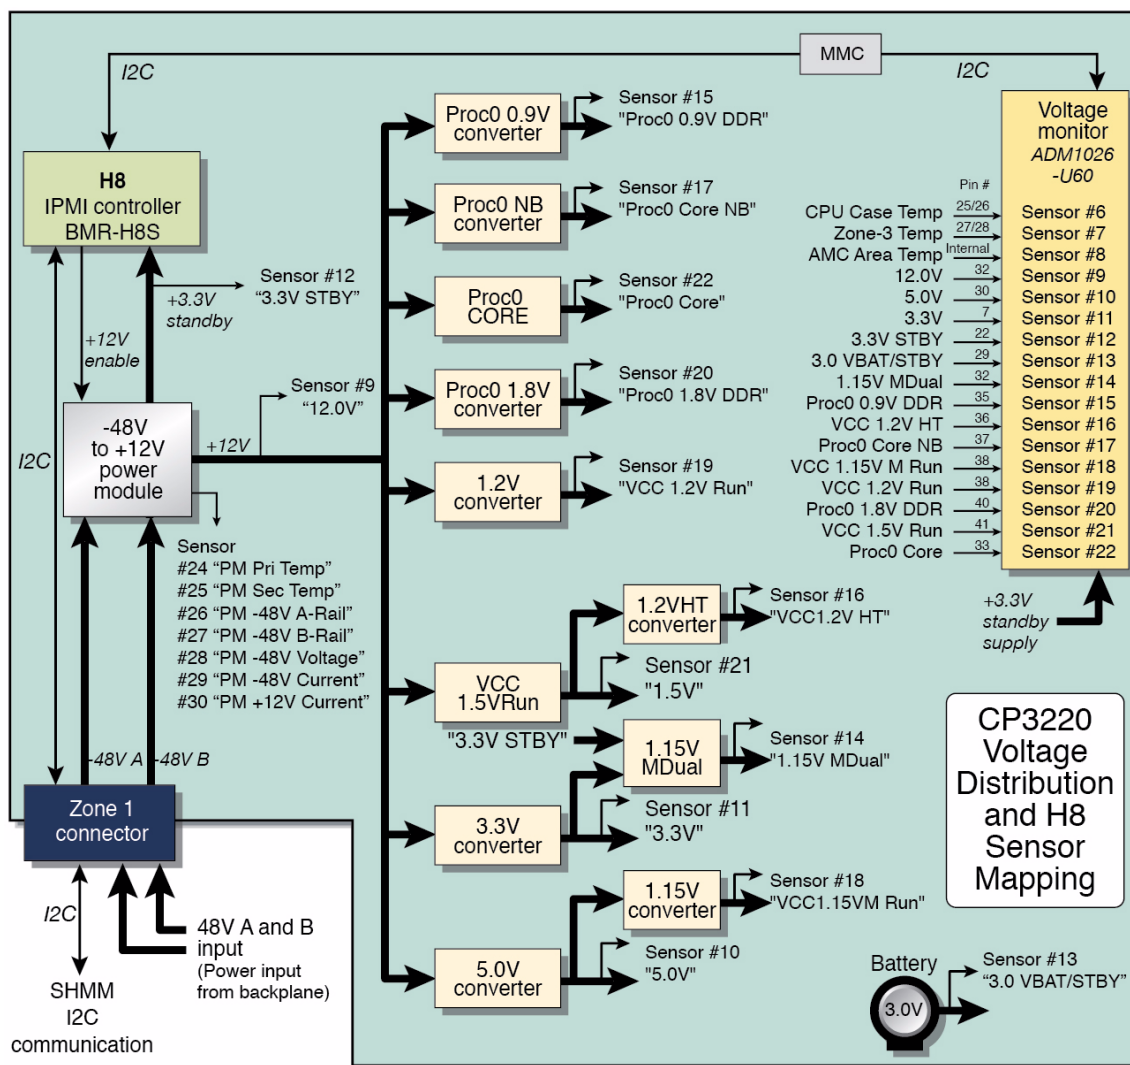 MMC
I2C
I2C
H8
IPMI controller
BMR-H8S
+12V
enable
+3.3V
standby
Sensor #12
“3.3V STBY”
Sensor #9
“12.0V”
-48V
to +12V
power
module
+12V
I2C
Sensor
#24 “PM Pri Temp”
#25 “PM Sec Temp”
#26 “PM -48V A-Rail”
#27 “PM -48V B-Rail”
#28 “PM -48V Voltage”
#29 “PM -48V Current”
#30 “PM +12V Current”
-48V A
-48V B
Zone 1
connector
I2C
48V A and B
input
(Power input
from backplane)
SHMM
I2C
communication
Proc0 0.9V
converter
Sensor #15
"Proc0 0.9V DDR"
Proc0 NB
converter
Sensor #17
"Proc0 Core NB"
Proc0
CORE
Sensor #22
"Proc0 Core"
Proc0 1.8V
converter
Sensor #20
"Proc0 1.8V DDR"
1.2V
converter
Sensor #19
"VCC 1.2V Run"
1.2VHT
converter
Sensor #16
"VCC1.2V HT"
VCC
1.5VRun
Sensor #21
"1.5V"
"3.3V STBY"
1.15V
MDual
Sensor #14
"1.15V MDual"
3.3V
converter
Sensor #11
"3.3V"
1.15V
converter
Sensor #18
"VCC1.15VM Run"
5.0V
converter
Sensor #10
"5.0V"
Voltage
monitor
ADM1026
-U60
Pin #
CPU Case Temp 25/26 Sensor #6
Zone-3 Temp 27/28 Sensor #7
AMC Area Temp Internal Sensor #8
12.0V 32 Sensor #9
5.0V 30 Sensor #10
3.3V 7 Sensor #11
3.3V STBY 22 Sensor #12
3.0 VBAT/STBY 29 Sensor #13
1.15V MDual 32 Sensor #14
Proc0 0.9V DDR 35 Sensor #15
VCC 1.2V HT 36 Sensor #16
Proc0 Core NB 37 Sensor #17
VCC 1.15V M Run 38 Sensor #18
VCC 1.2V Run 38 Sensor #19
Proc0 1.8V DDR 40 Sensor #20
VCC 1.5V Run 41 Sensor #21
Proc0 Core 33 Sensor #22
+3.3V
standby
supply
CP3220
Voltage
Distribution
and H8
Sensor
Mapping
Battery
3.0V
Sensor #13
“3.0 VBAT/STBY”